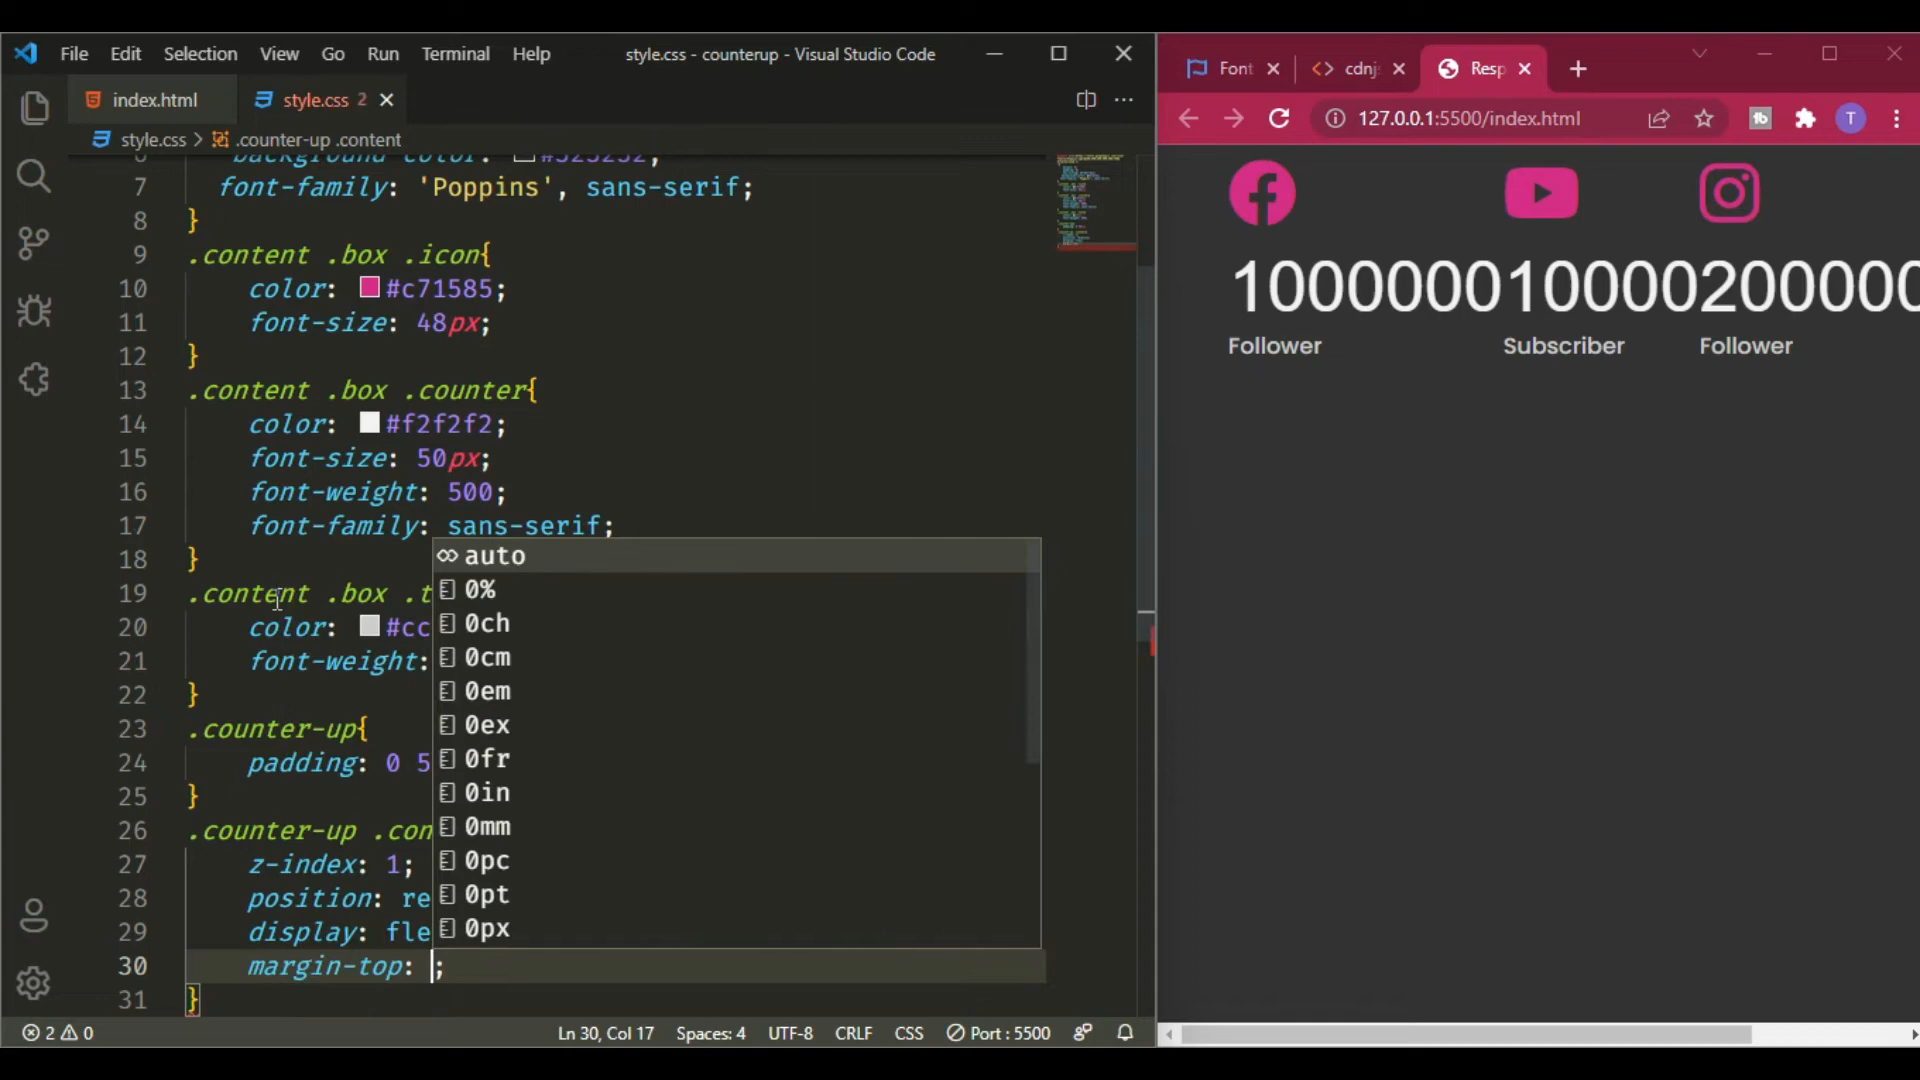 File Edit Selection View Go Run Terminal Help style.css - counterup - Visual Studio Code
index.html style.css 2
style.css > .counter-up .content
7 font-family: 'Poppins', sans-serif;
8 }
9 .content .box .icon{
10 color: #c71585;
11 font-size: 48px;
12 }
13 .content .box .counter{
14 color: #f2f2f2;
15 font-size: 50px;
16 font-weight: 500;
17 font-family: sans-serif;
18 }
19 .content .box .t
20 color: #cc
21 font-weight:
22 }
23 .counter-up{
24 padding: 0 5
25 }
26 .counter-up .con
27 z-index: 1;
28 position: re
29 display: fle
30 margin-top: ;
31 }
auto
0%
0ch
0cm
0em
0ex
0fr
0in
0mm
0pc
0pt
0px
2 0 Ln 30, Col 17 Spaces: 4 UTF-8 CRLF CSS Port : 5500
Font cdnj Resp
127.0.0.1:5500/index.html T
1000000 10000 200000
Follower Subscriber Follower